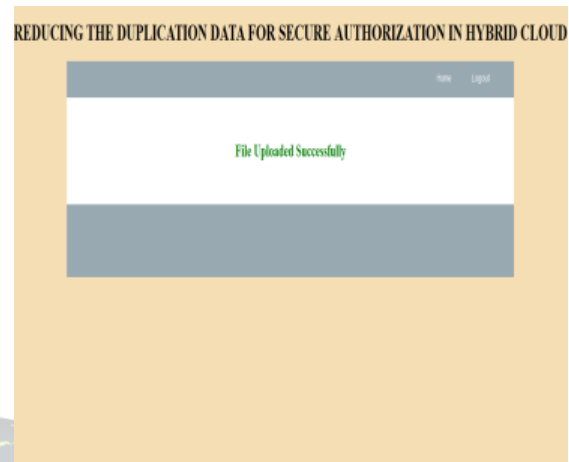 REDUCING THE DUPLICATION DATA FOR SECURE AUTHORIZATION IN HYBRID CLOUD
Home Logout
File Uploaded Successfully